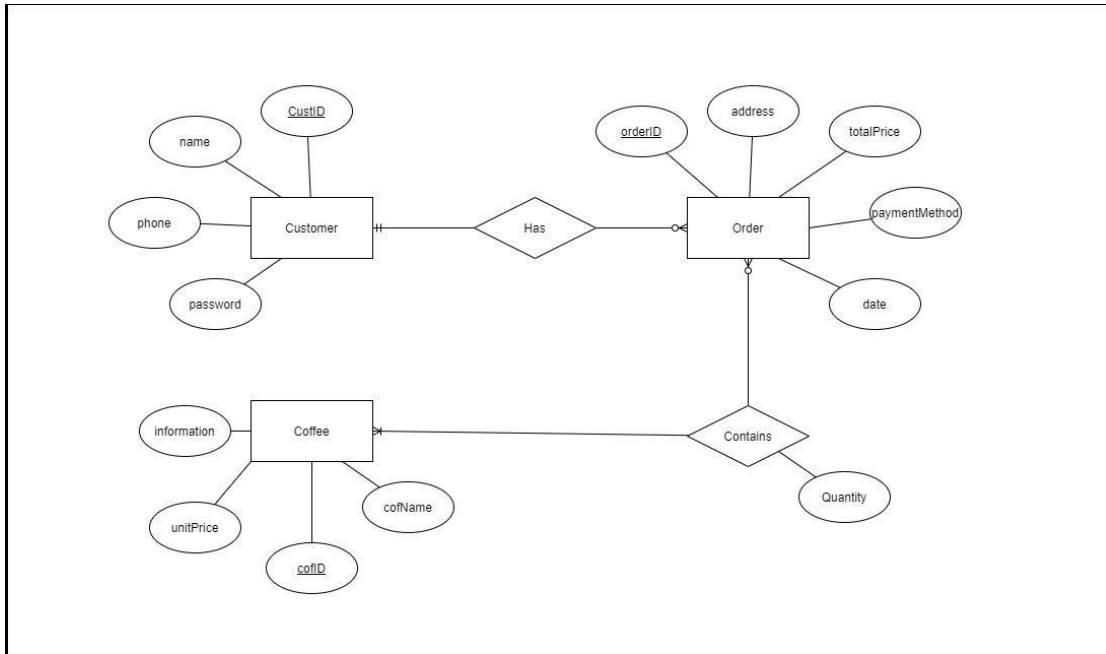 CustID
name
phone
Customer
password
Has
orderID
address
totalPrice
paymentMethod
Order
date
information
Coffee
unitPrice
cofID
cofName
Contains
Quantity